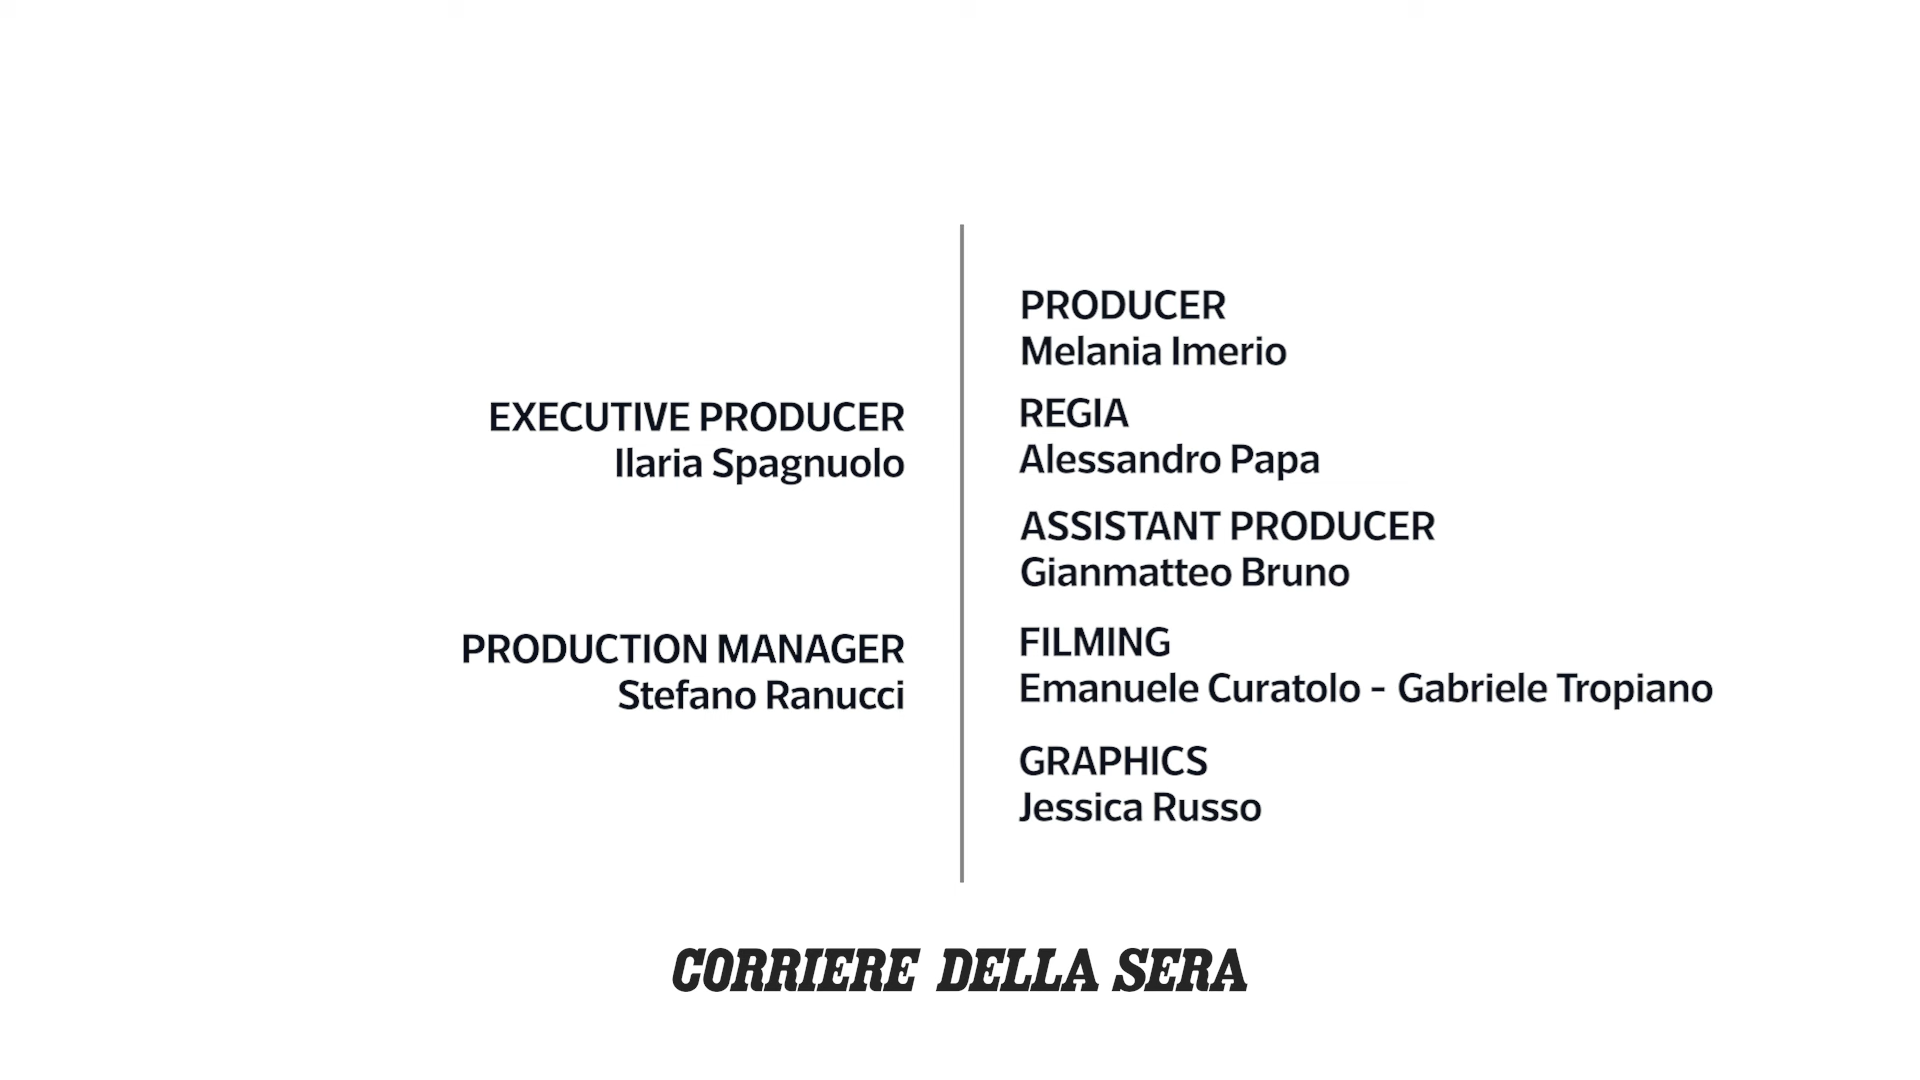 EXECUTIVE PRODUCER
Ilaria Spagnuolo
PRODUCTION MANAGER
Stefano Ranucci
PRODUCER
Melania Imerio
REGIA
Alessandro Papa
ASSISTANT PRODUCER
Gianmatteo Bruno
FILMING
Emanuele Curatolo - Gabriele Tropiano
GRAPHICS
Jessica Russo
CORRIERE DELLA SERA